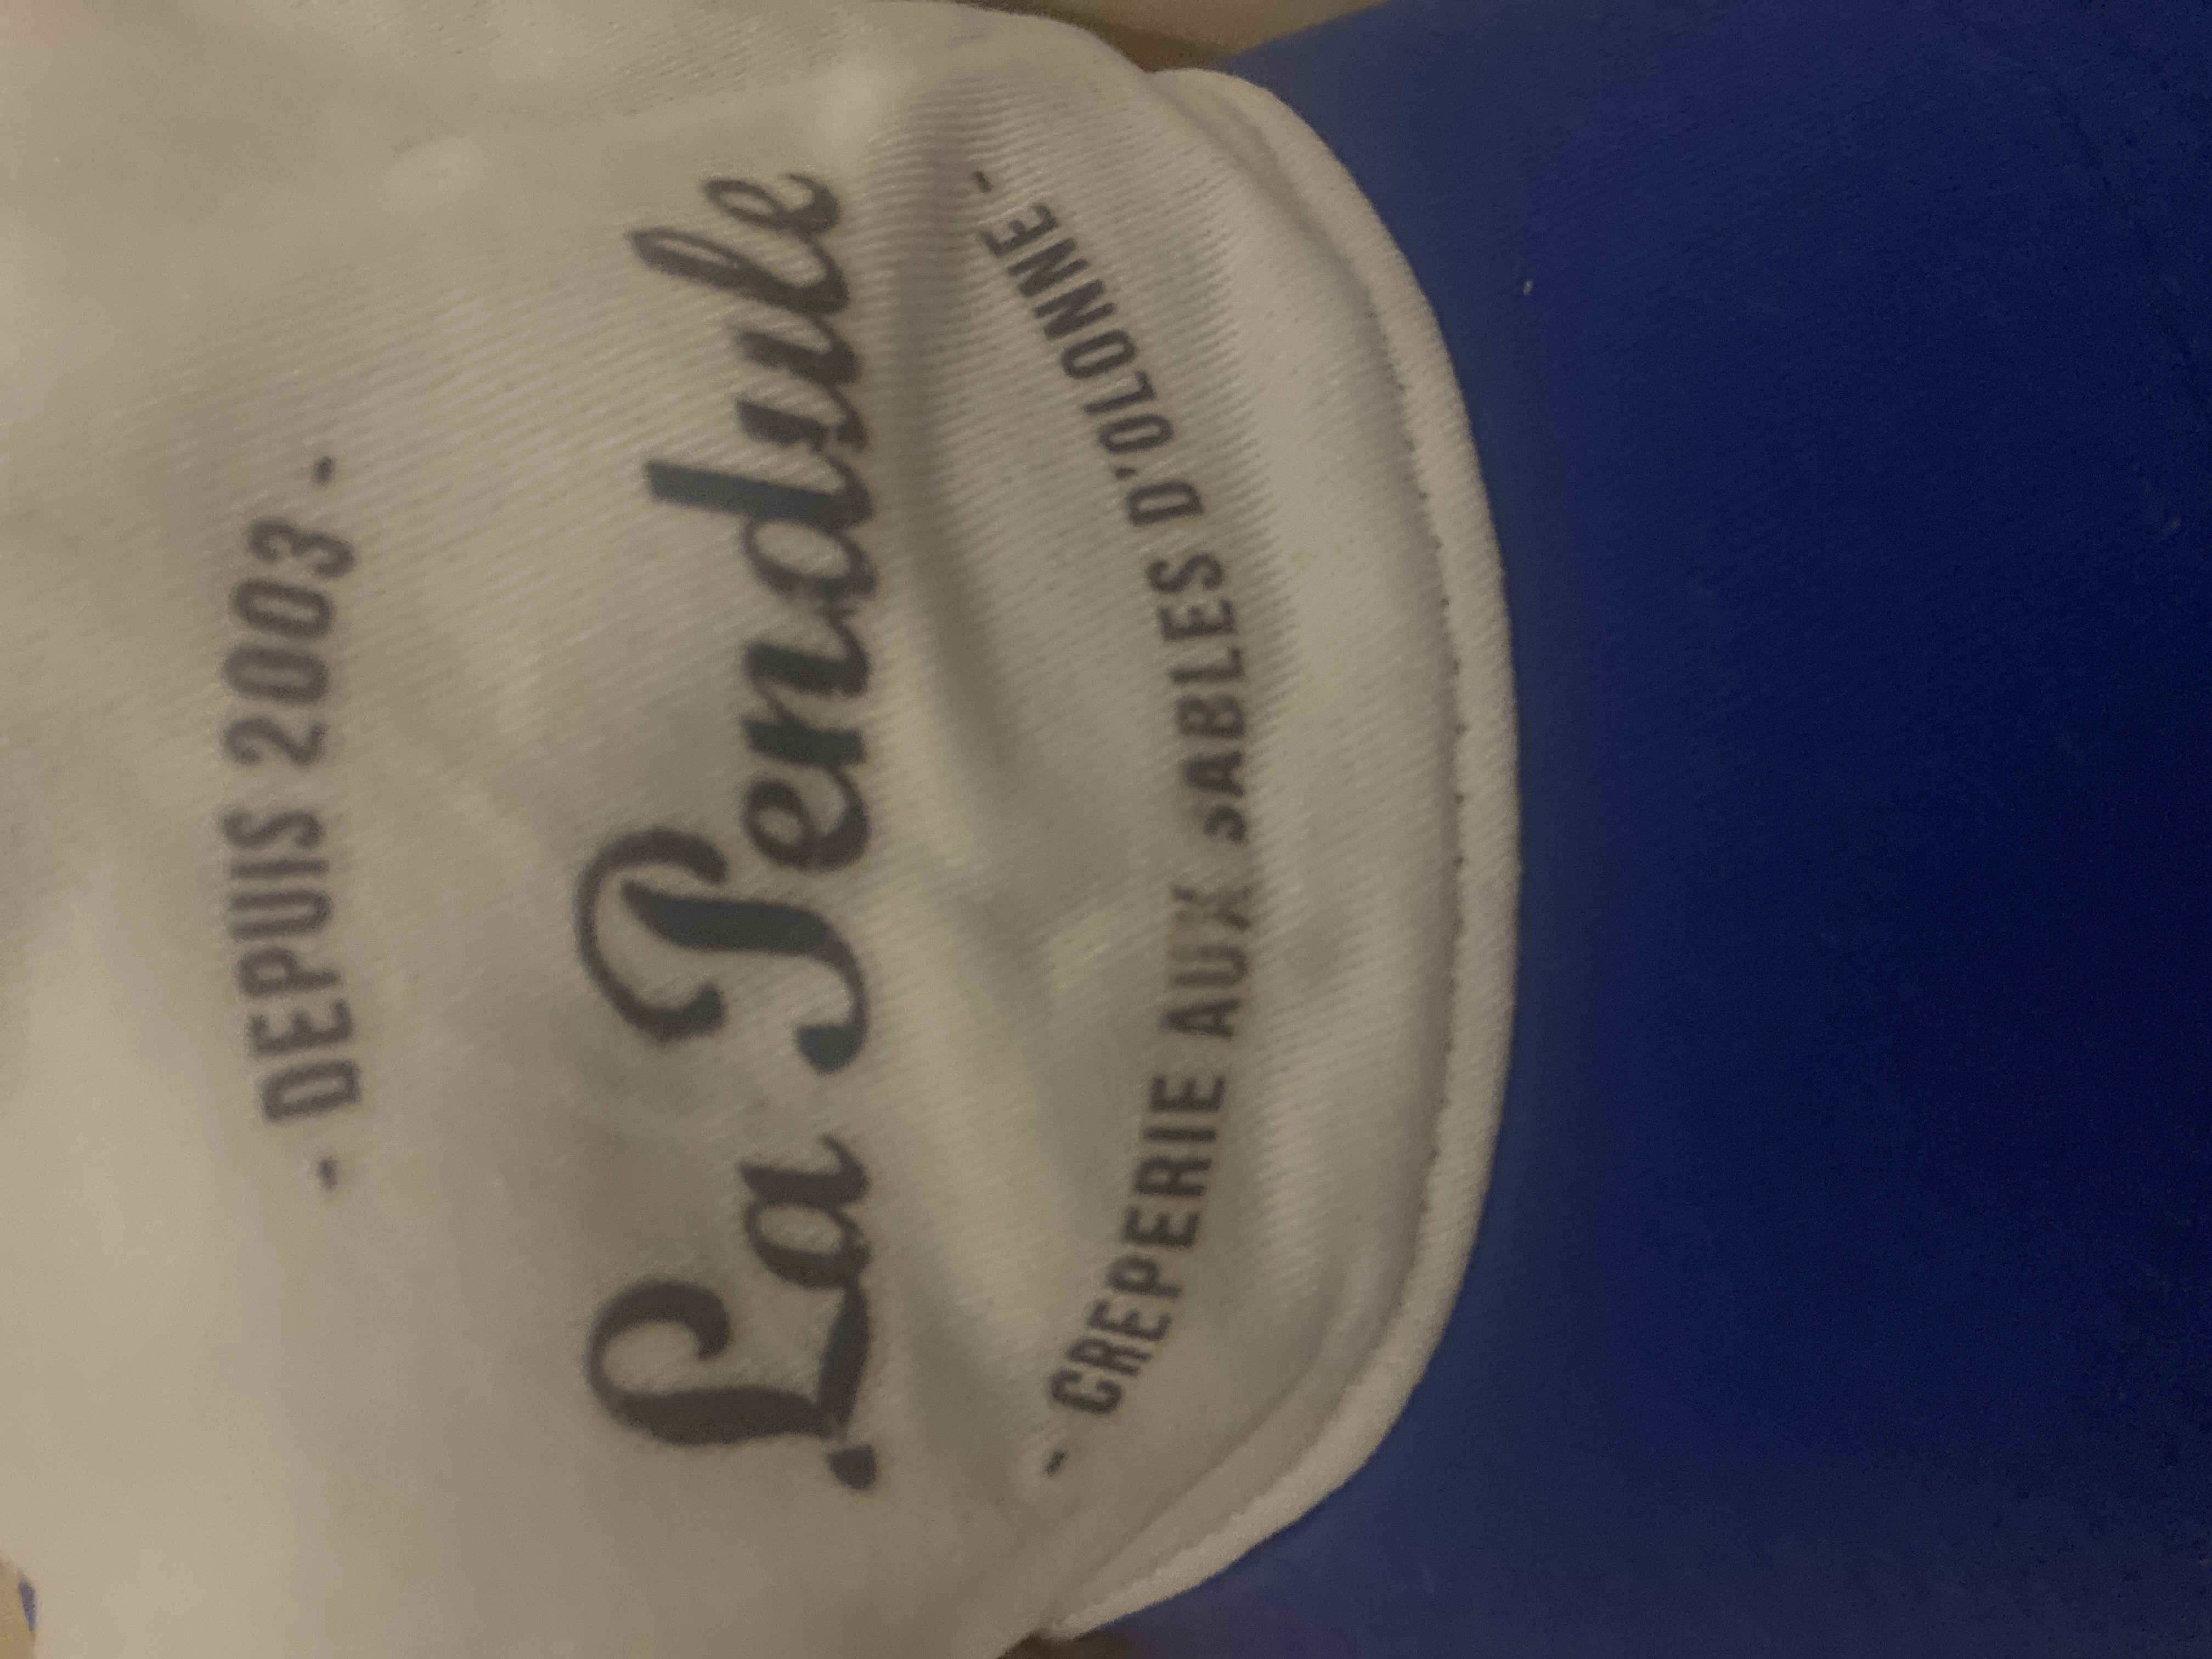 - DEPUIS 2003 -
La Pendule
- CREPERIE AUX SABLES D'OLONNE -